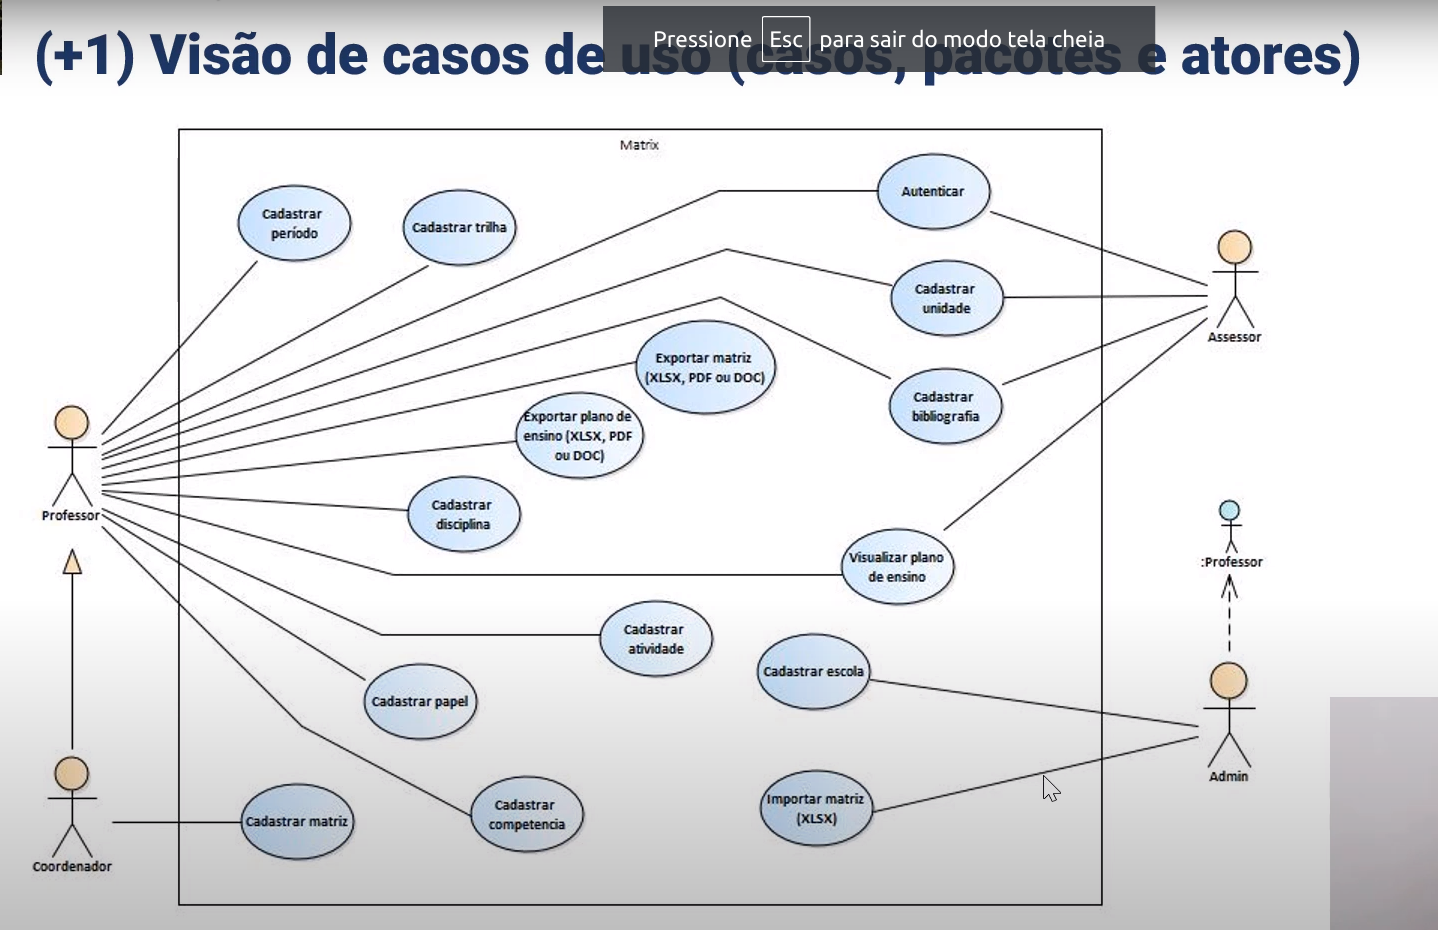 (+1) Visão de casos de uso (casos, pacotes e atores)
Pressione Esc para sair do modo tela cheia
Matrix
Cadastrar
período
Cadastrar trilha
Autenticar
Cadastrar
unidade
Assessor
Exportar matriz
(XLSX, PDF ou DOC)
Cadastrar
bibliografia
Exportar plano de
ensino (XLSX, PDF
ou DOC)
Professor
Cadastrar
disciplina
Visualizar plano
de ensino
:Professor
Cadastrar
atividade
Cadastrar escola
Cadastrar papel
Admin
Importar matriz
(XLSX)
Cadastrar
competencia
Cadastrar matriz
Coordenador